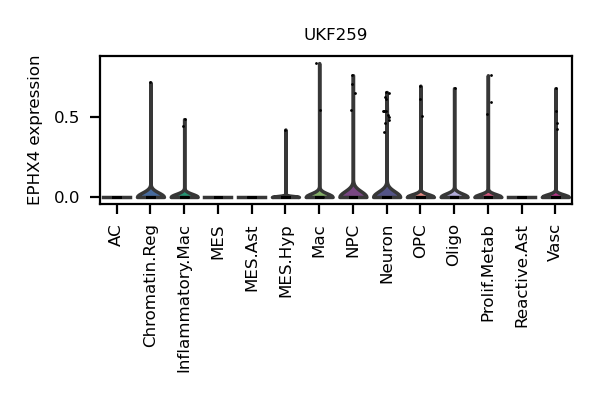 UKF259
EPHX4 expression
0.5
0.0
AC
Chromatin.Reg
Inflammatory.Mac
MES
MES.Ast
MES.Hyp
Mac
NPC
Neuron
OPC
Oligo
Prolif.Metab
Reactive.Ast
Vasc